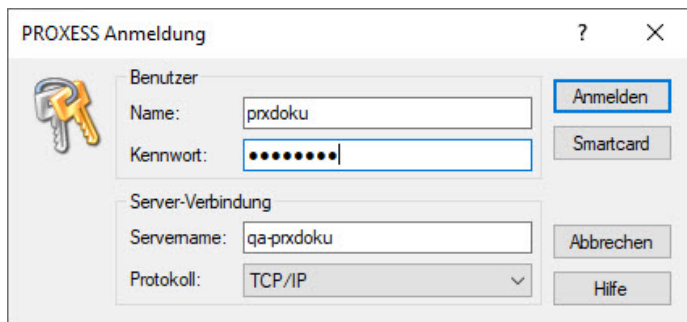 PROXESS Anmeldung
?
Benutzer
Name: prxdoku
Kennwort: ●●●●●●●●
Anmelden
Smartcard
Server-Verbindung
Servername: qa-prxdoku
Protokoll: TCP/IP
Abbrechen
Hilfe